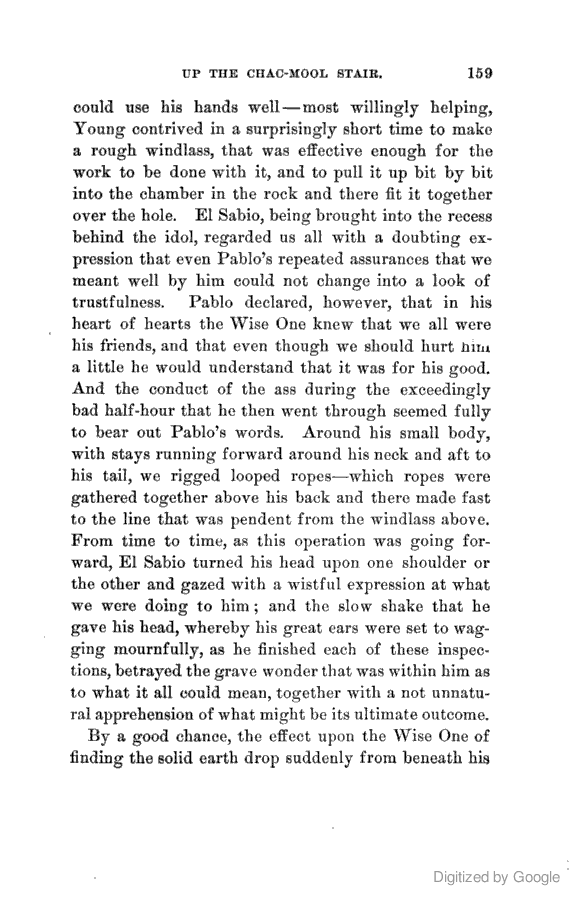 UP THE CHAC-MOOL STAIR. 159
could use his hands well—most willingly helping,
Young contrived in a surprisingly short time to make
a rough windlass, that was effective enough for the
work to be done with it, and to pull it up bit by bit
into the chamber in the rock and there fit it together
over the hole. El Sabio, being brought into the recess
behind the idol, regarded us all with a doubting ex-
pression that even Pablo's repeated assurances that we
meant well by him could not change into a look of
trustfulness. Pablo declared, however, that in his
heart of hearts the Wise One knew that we all were
his friends, and that even though we should hurt him
a little he would understand that it was for his good.
And the conduct of the ass during the exceedingly
bad half-hour that he then went through seemed fully
to bear out Pablo's words. Around his small body,
with stays running forward around his neck and aft to
his tail, we rigged looped ropes—which ropes were
gathered together above his back and there made fast
to the line that was pendent from the windlass above.
From time to time, as this operation was going for-
ward, El Sabio turned his head upon one shoulder or
the other and gazed with a wistful expression at what
we were doing to him; and the slow shake that he
gave his head, whereby his great ears were set to wag-
ging mournfully, as he finished each of these inspec-
tions, betrayed the grave wonder that was within him as
to what it all could mean, together with a not unnatu-
ral apprehension of what might be its ultimate outcome.
By a good chance, the effect upon the Wise One of
finding the solid earth drop suddenly from beneath his
Digitized by Google